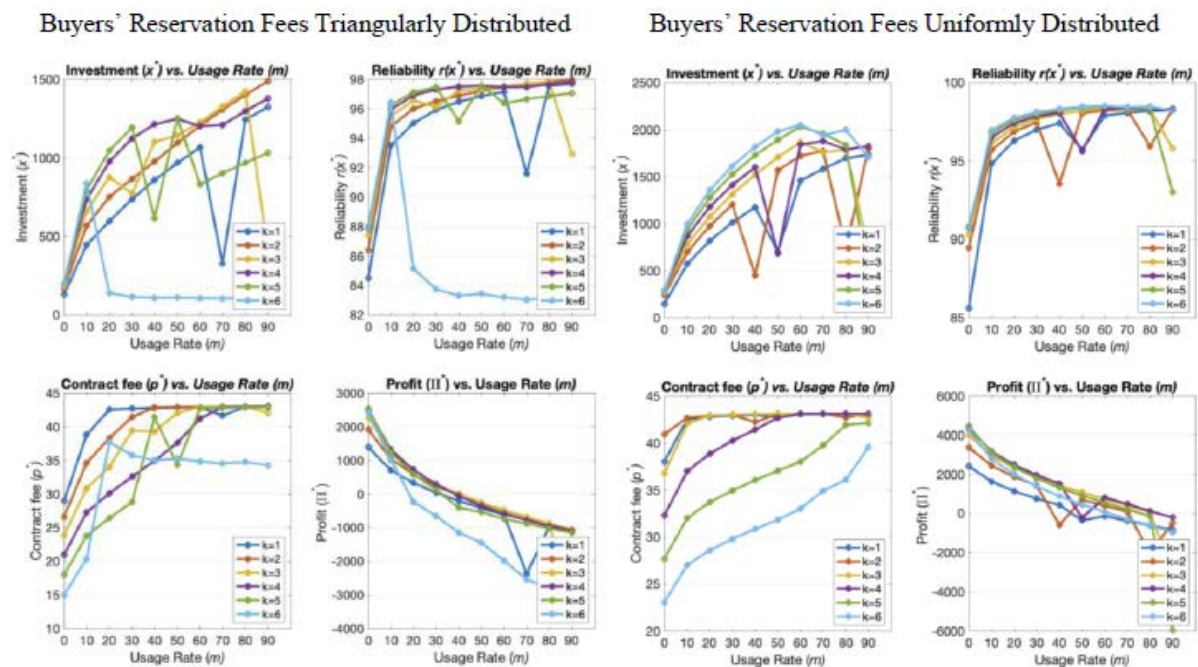 Buyers' Reservation Fees Triangularly Distributed
Buyers' Reservation Fees Uniformly Distributed
Investment (x*) vs. Usage Rate (m)
Investment (x*)
1500
1000
500
0
k=1
k=2
k=3
k=4
k=5
k=6
0 10 20 30 40 50 60 70 80 90
Usage Rate (m)
Reliability r(x*) vs. Usage Rate (m)
Reliability r(x*)
98
96
94
92
90
88
86
84
82
k=1
k=2
k=3
k=4
k=5
k=6
0 10 20 30 40 50 60 70 80 90
Usage Rate (m)
Investment (x*) vs. Usage Rate (m)
Investment (x*)
2500
2000
1500
1000
500
0
k=1
k=2
k=3
k=4
k=5
k=6
0 10 20 30 40 50 60 70 80 90
Usage Rate (m)
Reliability r(x*) vs. Usage Rate (m)
Reliability r(x*)
100
95
90
85
k=1
k=2
k=3
k=4
k=5
k=6
0 10 20 30 40 50 60 70 80 90
Usage Rate (m)
Contract fee (p*) vs. Usage Rate (m)
Contract fee (p*)
45
40
35
30
25
20
15
10
k=1
k=2
k=3
k=4
k=5
k=6
0 10 20 30 40 50 60 70 80 90
Usage Rate (m)
Profit (Π*) vs. Usage Rate (m)
Profit (Π*)
3000
2000
1000
0
-1000
-2000
-3000
-4000
k=1
k=2
k=3
k=4
k=5
k=6
0 10 20 30 40 50 60 70 80 90
Usage Rate (m)
Contract fee (p*) vs. Usage Rate (m)
Contract fee (p*)
45
40
35
30
25
20
k=1
k=2
k=3
k=4
k=5
k=6
0 10 20 30 40 50 60 70 80 90
Usage Rate (m)
Profit (Π*) vs. Usage Rate (m)
Profit (Π*)
6000
4000
2000
0
-2000
-4000
-6000
k=1
k=2
k=3
k=4
k=5
k=6
0 10 20 30 40 50 60 70 80 90
Usage Rate (m)